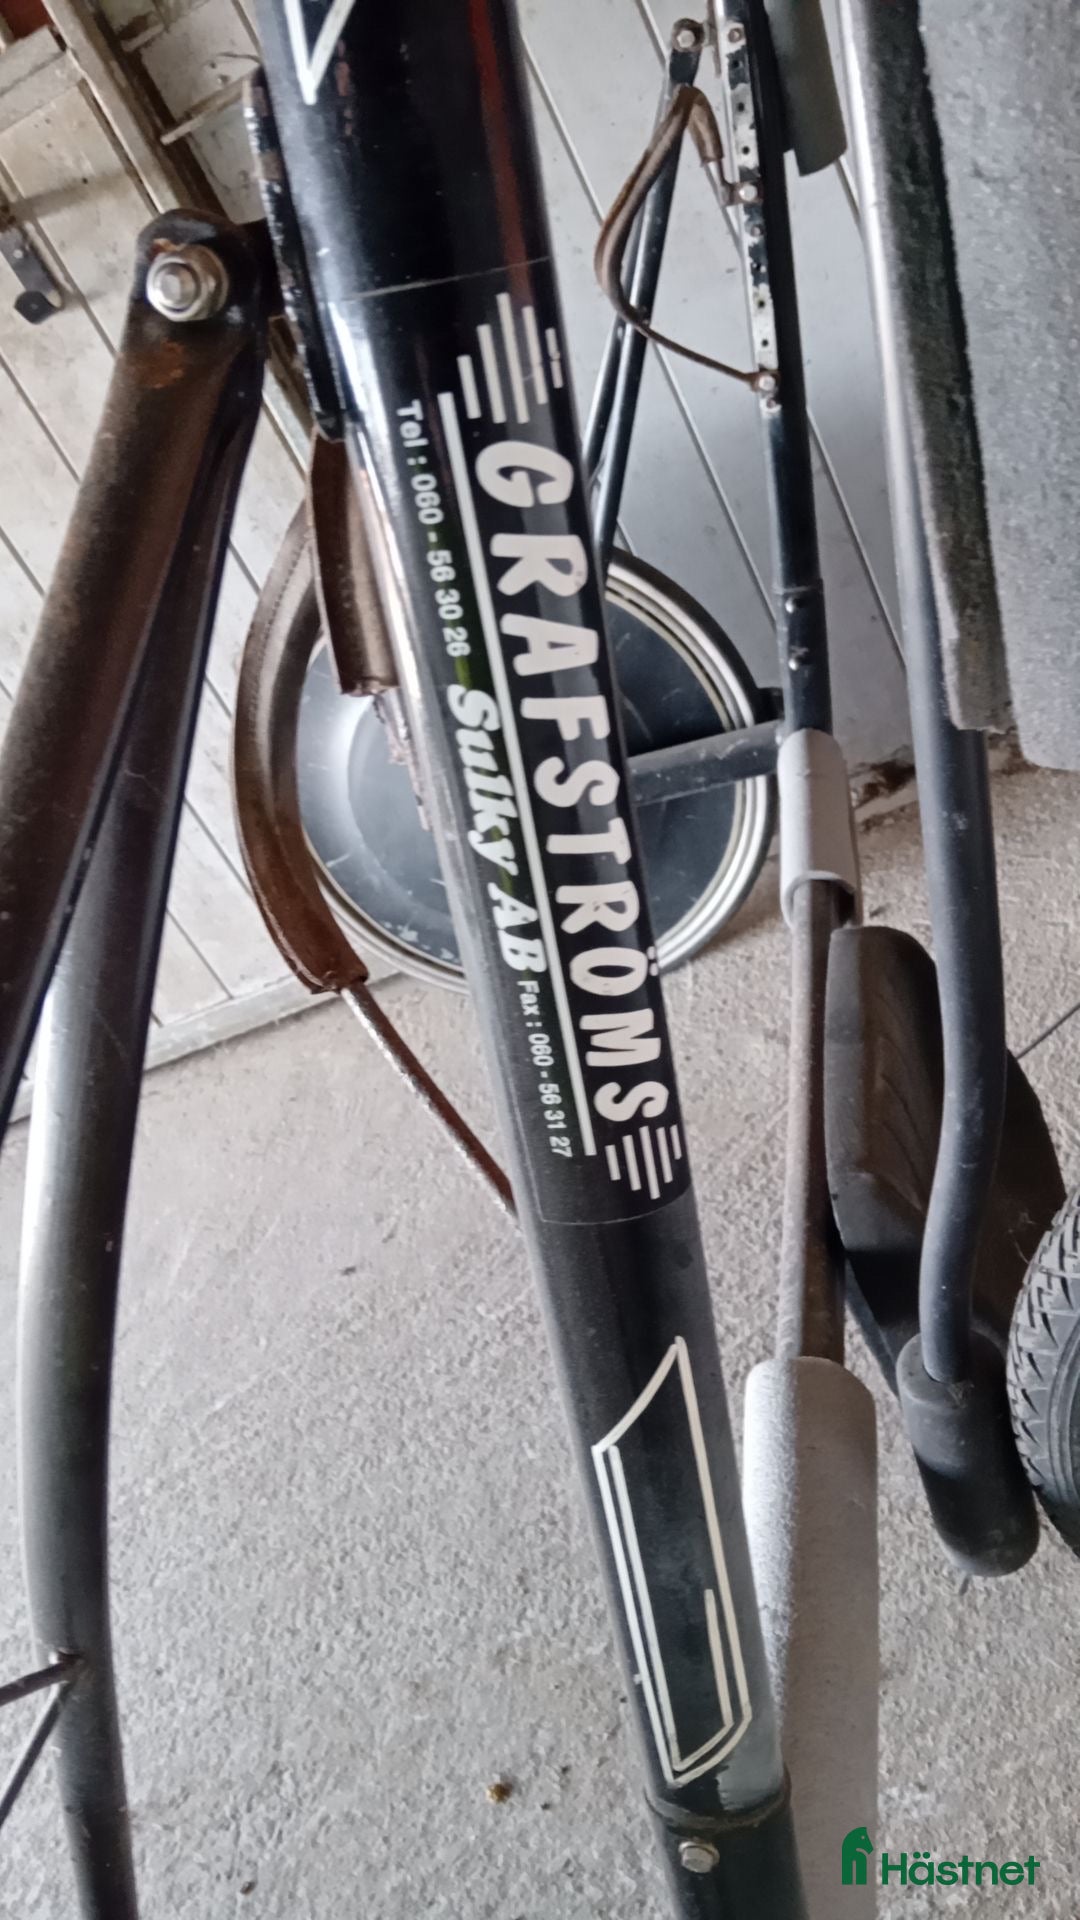 GRAFSTRÖMS
Tel : 060 - 56 30 26 Sulky AB Fax : 060 - 56 31 27
Hästnet